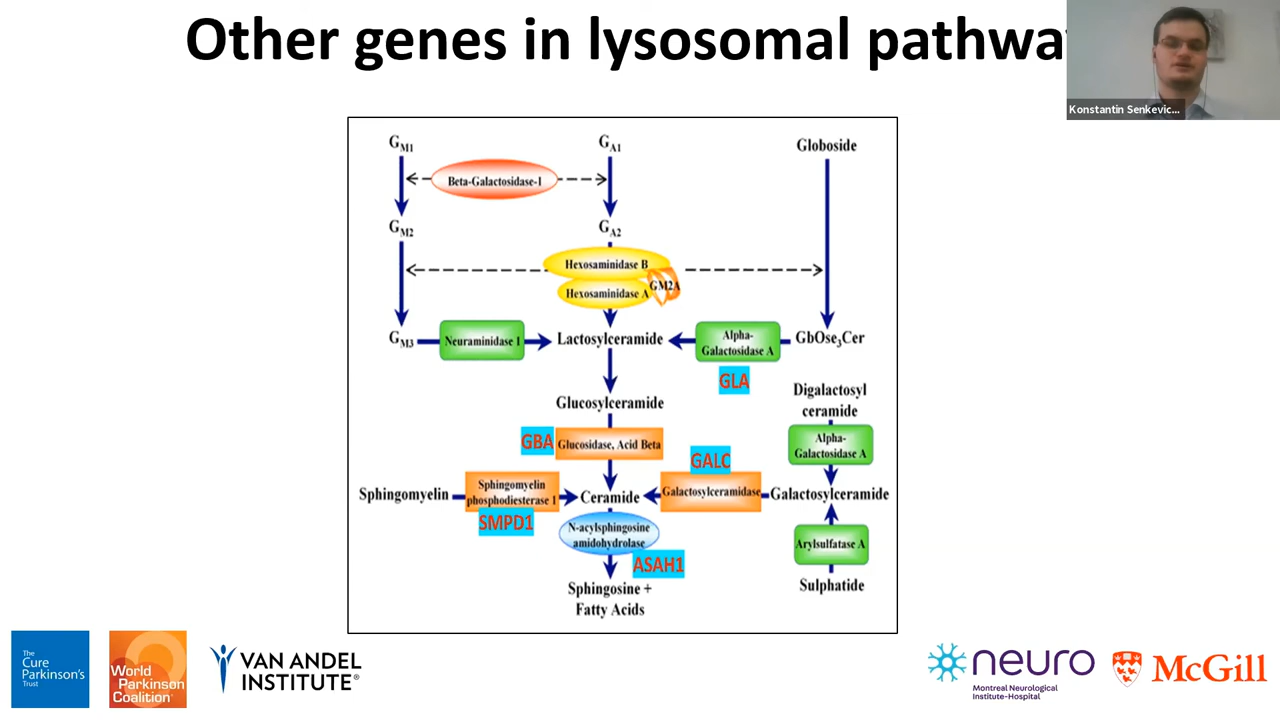 Other genes in lysosomal pathwa
Konstantin Senkevic...
GM1
GA1
Globoside
Beta-Galactosidase-1
GM2
GA2
Hexosaminidase B
Hexosaminidase A
GM2A
GM3
Neuraminidase 1
Lactosylceramide
Alpha-
Galactosidase A
GbOse3Cer
GLA
Digalactosyl
ceramide
Glucosylceramide
GBA
Glucosidase, Acid Beta
Alpha-
Galactosidase A
GALC
Sphingomyelin
Sphingomyelin
phosphodiesterase 1
Ceramide
Galactosylceramidase
Galactosylceramide
SMPD1
N-acylsphingosine
amidohydrolase
Arylsulfatase A
ASAH1
Sphingosine +
Fatty Acids
Sulphatide
The
Cure
Parkinson's
Trust
World
Parkinson
Coalition
VAN ANDEL
INSTITUTE®
neuro
Montreal Neurological
Institute-Hospital
McGill